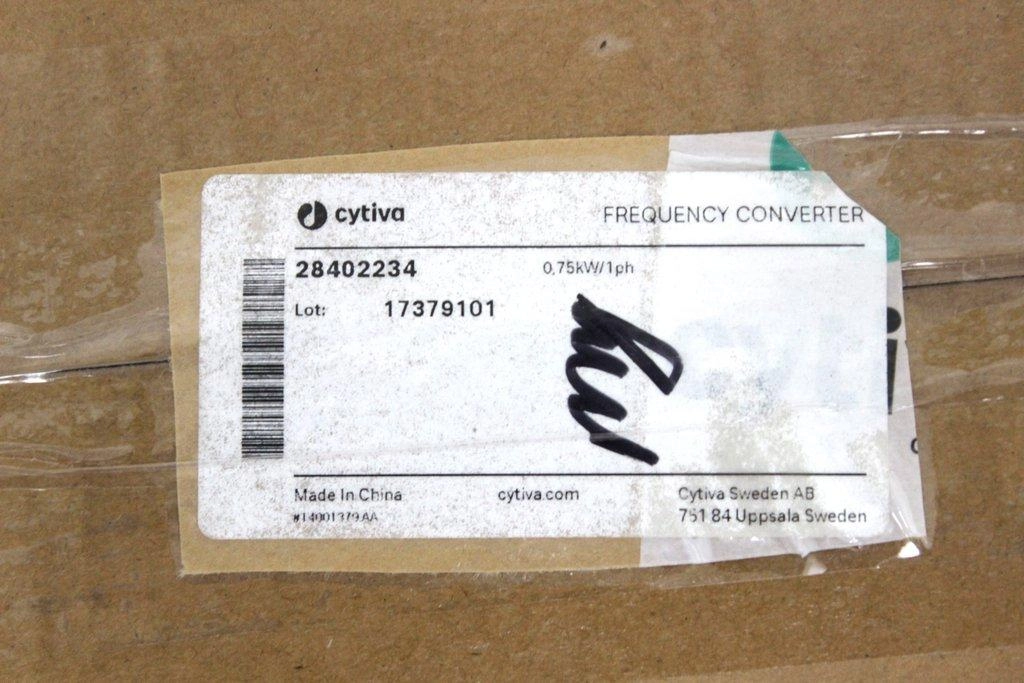 cytiva
FREQUENCY CONVERTER
28402234
0,75kW/1ph
Lot: 17379101
Made In China
#14001379 AA
cytiva.com
Cytiva Sweden AB
751 84 Uppsala Sweden